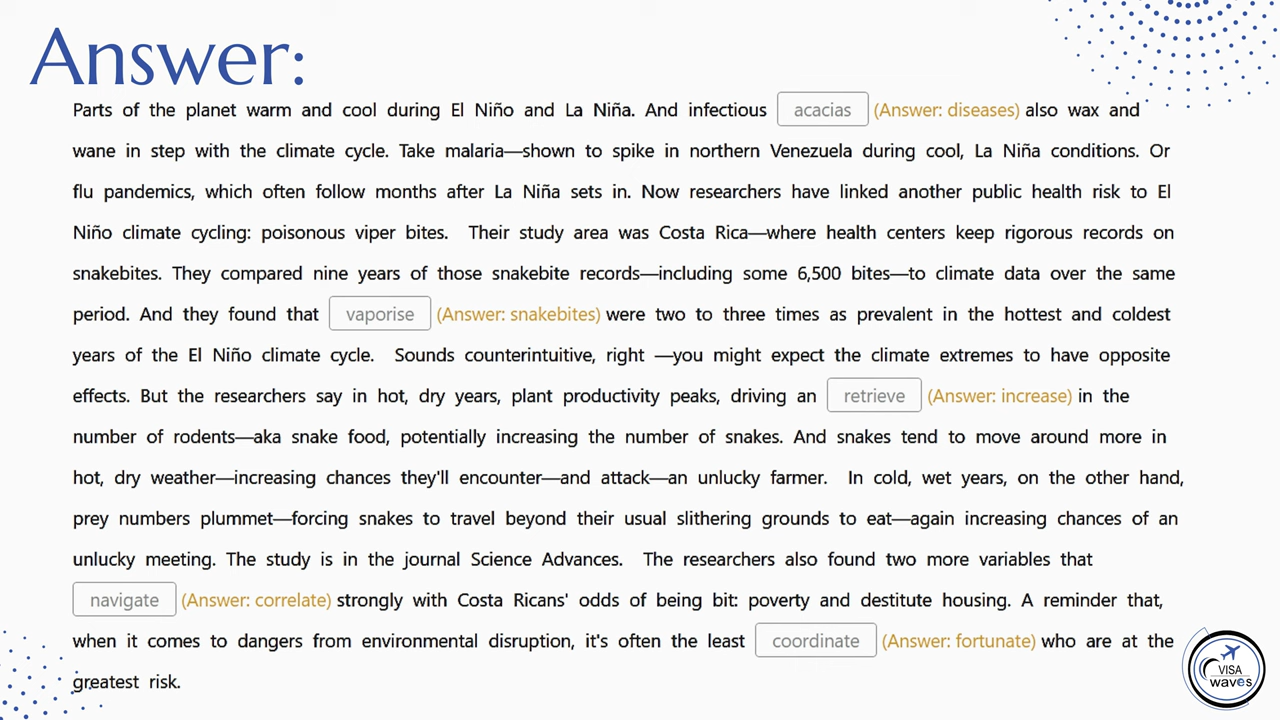 Answer:
Parts of the planet warm and cool during El Niño and La Niña. And infectious acacias (Answer: diseases) also wax and
wane in step with the climate cycle. Take malaria—shown to spike in northern Venezuela during cool, La Niña conditions. Or
flu pandemics, which often follow months after La Niña sets in. Now researchers have linked another public health risk to El
Niño climate cycling: poisonous viper bites. Their study area was Costa Rica—where health centers keep rigorous records on
snakebites. They compared nine years of those snakebite records—including some 6,500 bites—to climate data over the same
period. And they found that vaporise (Answer: snakebites) were two to three times as prevalent in the hottest and coldest
years of the El Niño climate cycle. Sounds counterintuitive, right —you might expect the climate extremes to have opposite
effects. But the researchers say in hot, dry years, plant productivity peaks, driving an retrieve (Answer: increase) in the
number of rodents—aka snake food, potentially increasing the number of snakes. And snakes tend to move around more in
hot, dry weather—increasing chances they'll encounter—and attack—an unlucky farmer. In cold, wet years, on the other hand,
prey numbers plummet—forcing snakes to travel beyond their usual slithering grounds to eat—again increasing chances of an
unlucky meeting. The study is in the journal Science Advances. The researchers also found two more variables that
navigate (Answer: correlate) strongly with Costa Ricans' odds of being bit: poverty and destitute housing. A reminder that,
when it comes to dangers from environmental disruption, it's often the least coordinate (Answer: fortunate) who are at the
greatest risk.
VISA
waves